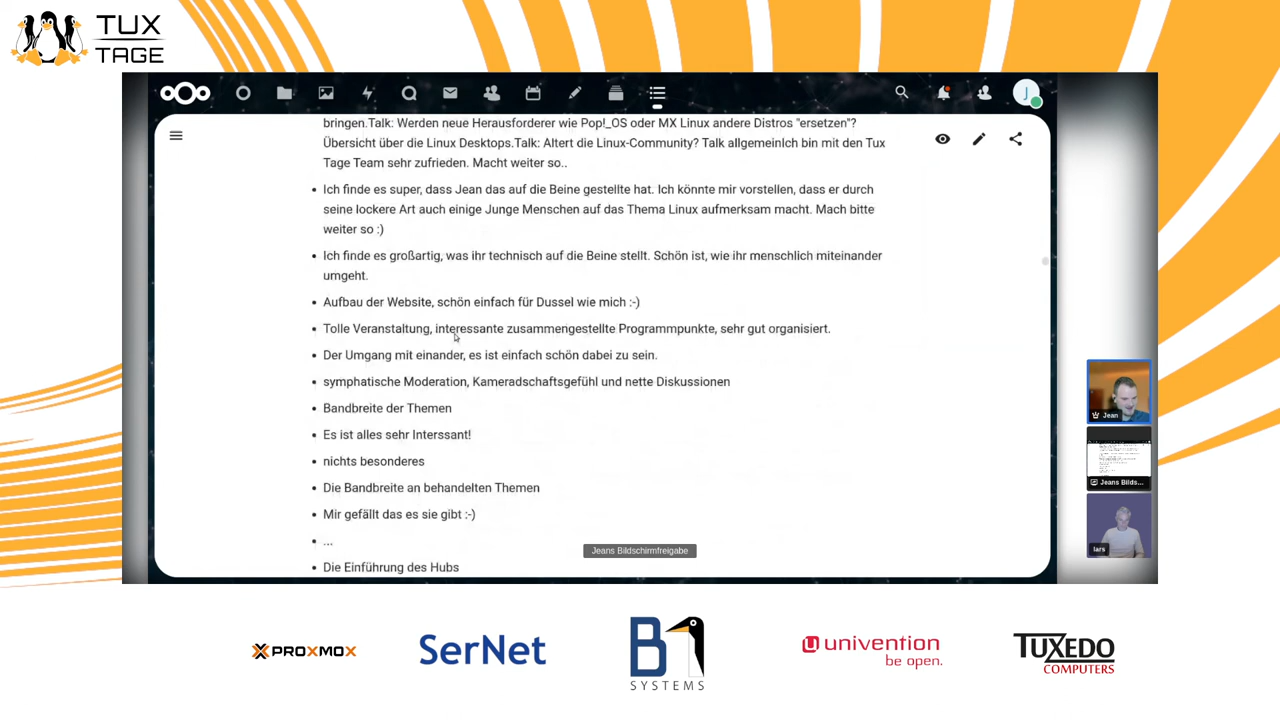 TUX
TAGE
J
bringen.Talk: Werden neue Herausforderer wie Pop!_OS oder MX Linux andere Distros "ersetzen"?
Übersicht über die Linux Desktops.Talk: Altert die Linux-Community? Talk allgemeinIch bin mit den Tux
Tage Team sehr zufrieden. Macht weiter so..
• Ich finde es super, dass Jean das auf die Beine gestellte hat. Ich könnte mir vorstellen, dass er durch
seine lockere Art auch einige Junge Menschen auf das Thema Linux aufmerksam macht. Mach bitte
weiter so :)
• Ich finde es großartig, was ihr technisch auf die Beine stellt. Schön ist, wie ihr menschlich miteinander
umgeht.
• Aufbau der Website, schön einfach für Dussel wie mich :-)
• Tolle Veranstaltung, interessante zusammengestellte Programmpunkte, sehr gut organisiert.
• Der Umgang mit einander, es ist einfach schön dabei zu sein.
• symphatische Moderation, Kameradschaftsgefühl und nette Diskussionen
• Bandbreite der Themen
• Es ist alles sehr Interssant!
• nichts besonderes
• Die Bandbreite an behandelten Themen
• Mir gefällt das es sie gibt :-)
• ...
• Die Einführung des Hubs
Jeans Bildschirmfreigabe
Jean
Jeans Bilds...
lars
PROXMOX
SerNet
B1
SYSTEMS
univention
be open.
TUXEDO
COMPUTERS